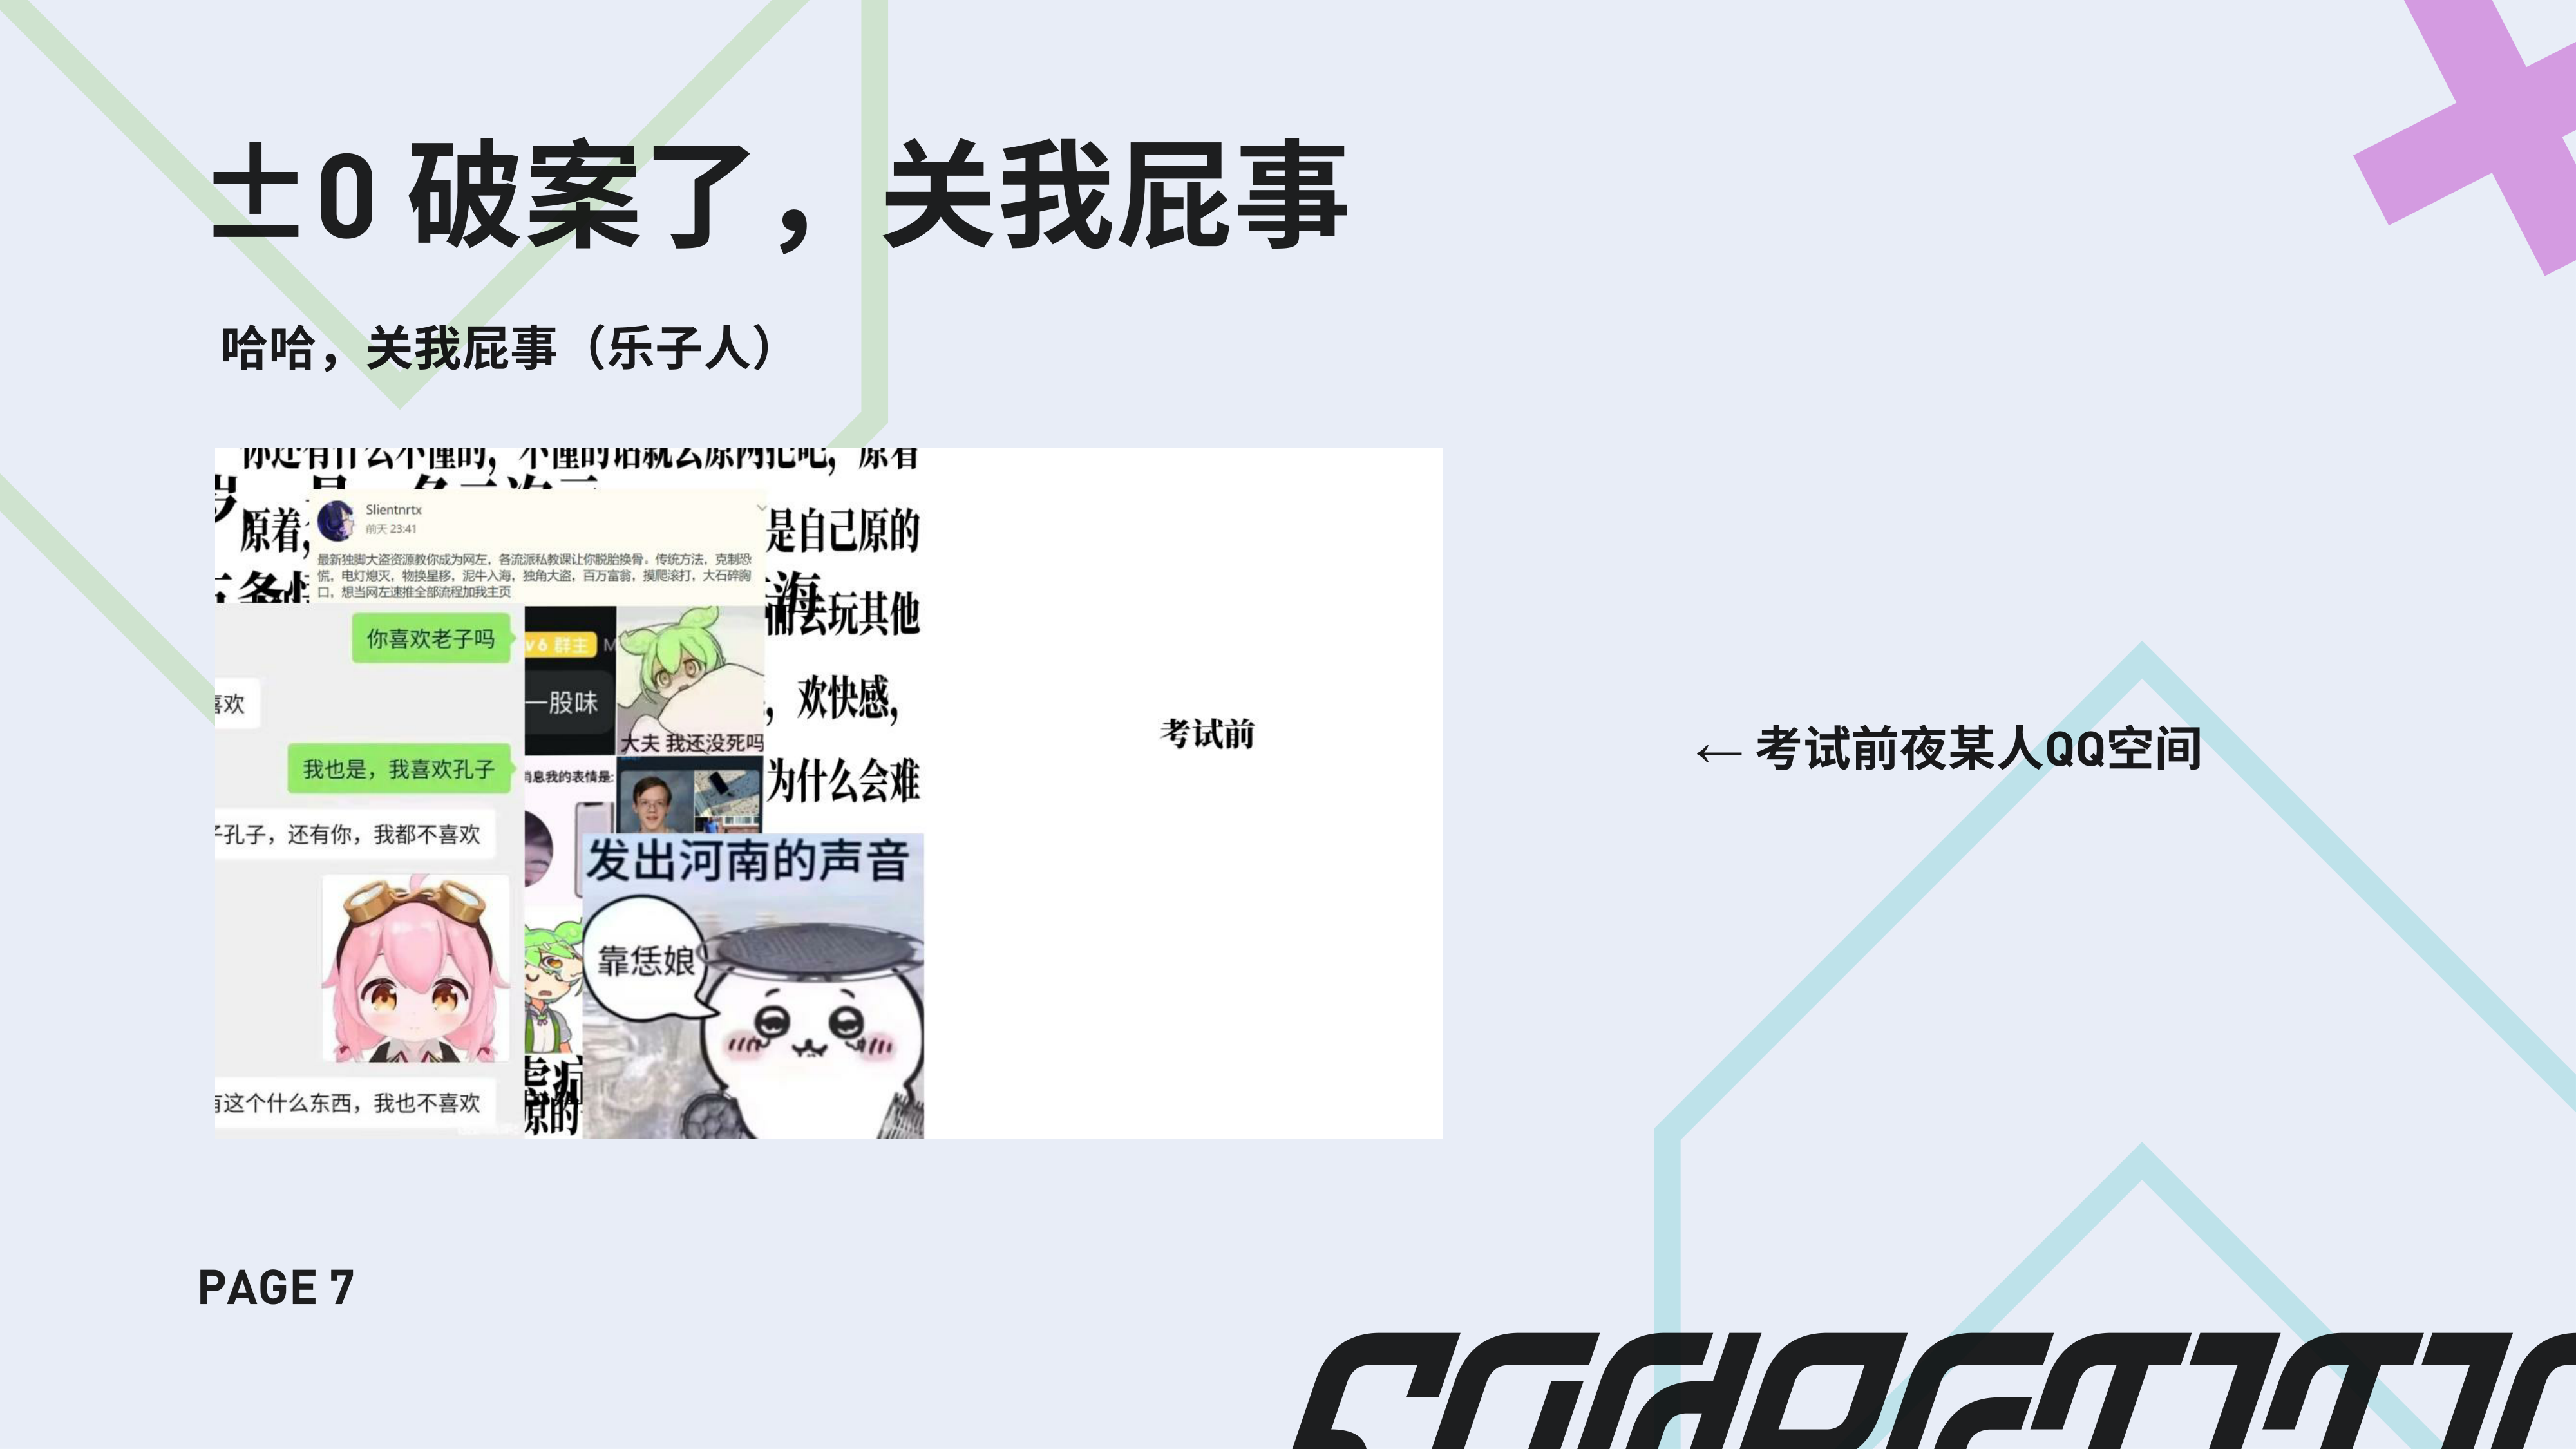 ±0 破案了，关我屁事
哈哈，关我屁事（乐子人）
你还有什么不懂的，不懂的话就去原网把吧，原着
Slientnrtx
前天 23:41
原着，
是自己原的
最新独脚大盗资源教你成为网左，各流派私教课让你脱胎换骨。传统方法，克制恐
慌，电灯熄灭，物换星移，泥牛入海，独角大盗，百万富翁，摸爬滚打，大石碎胸
口，想当网左速推全部流程加我主页
海
去玩其他
你喜欢老子吗
V6 群主 M
喜欢
一股味
，欢快感，
大夫 我还没死吗
我也是，我喜欢孔子
消息我的表情是:
为什么会难
子孔子，还有你，我都不喜欢
发出河南的声音
靠恁娘
原的
有这个什么东西，我也不喜欢
考试前
← 考试前夜某人QQ空间
PAGE 7